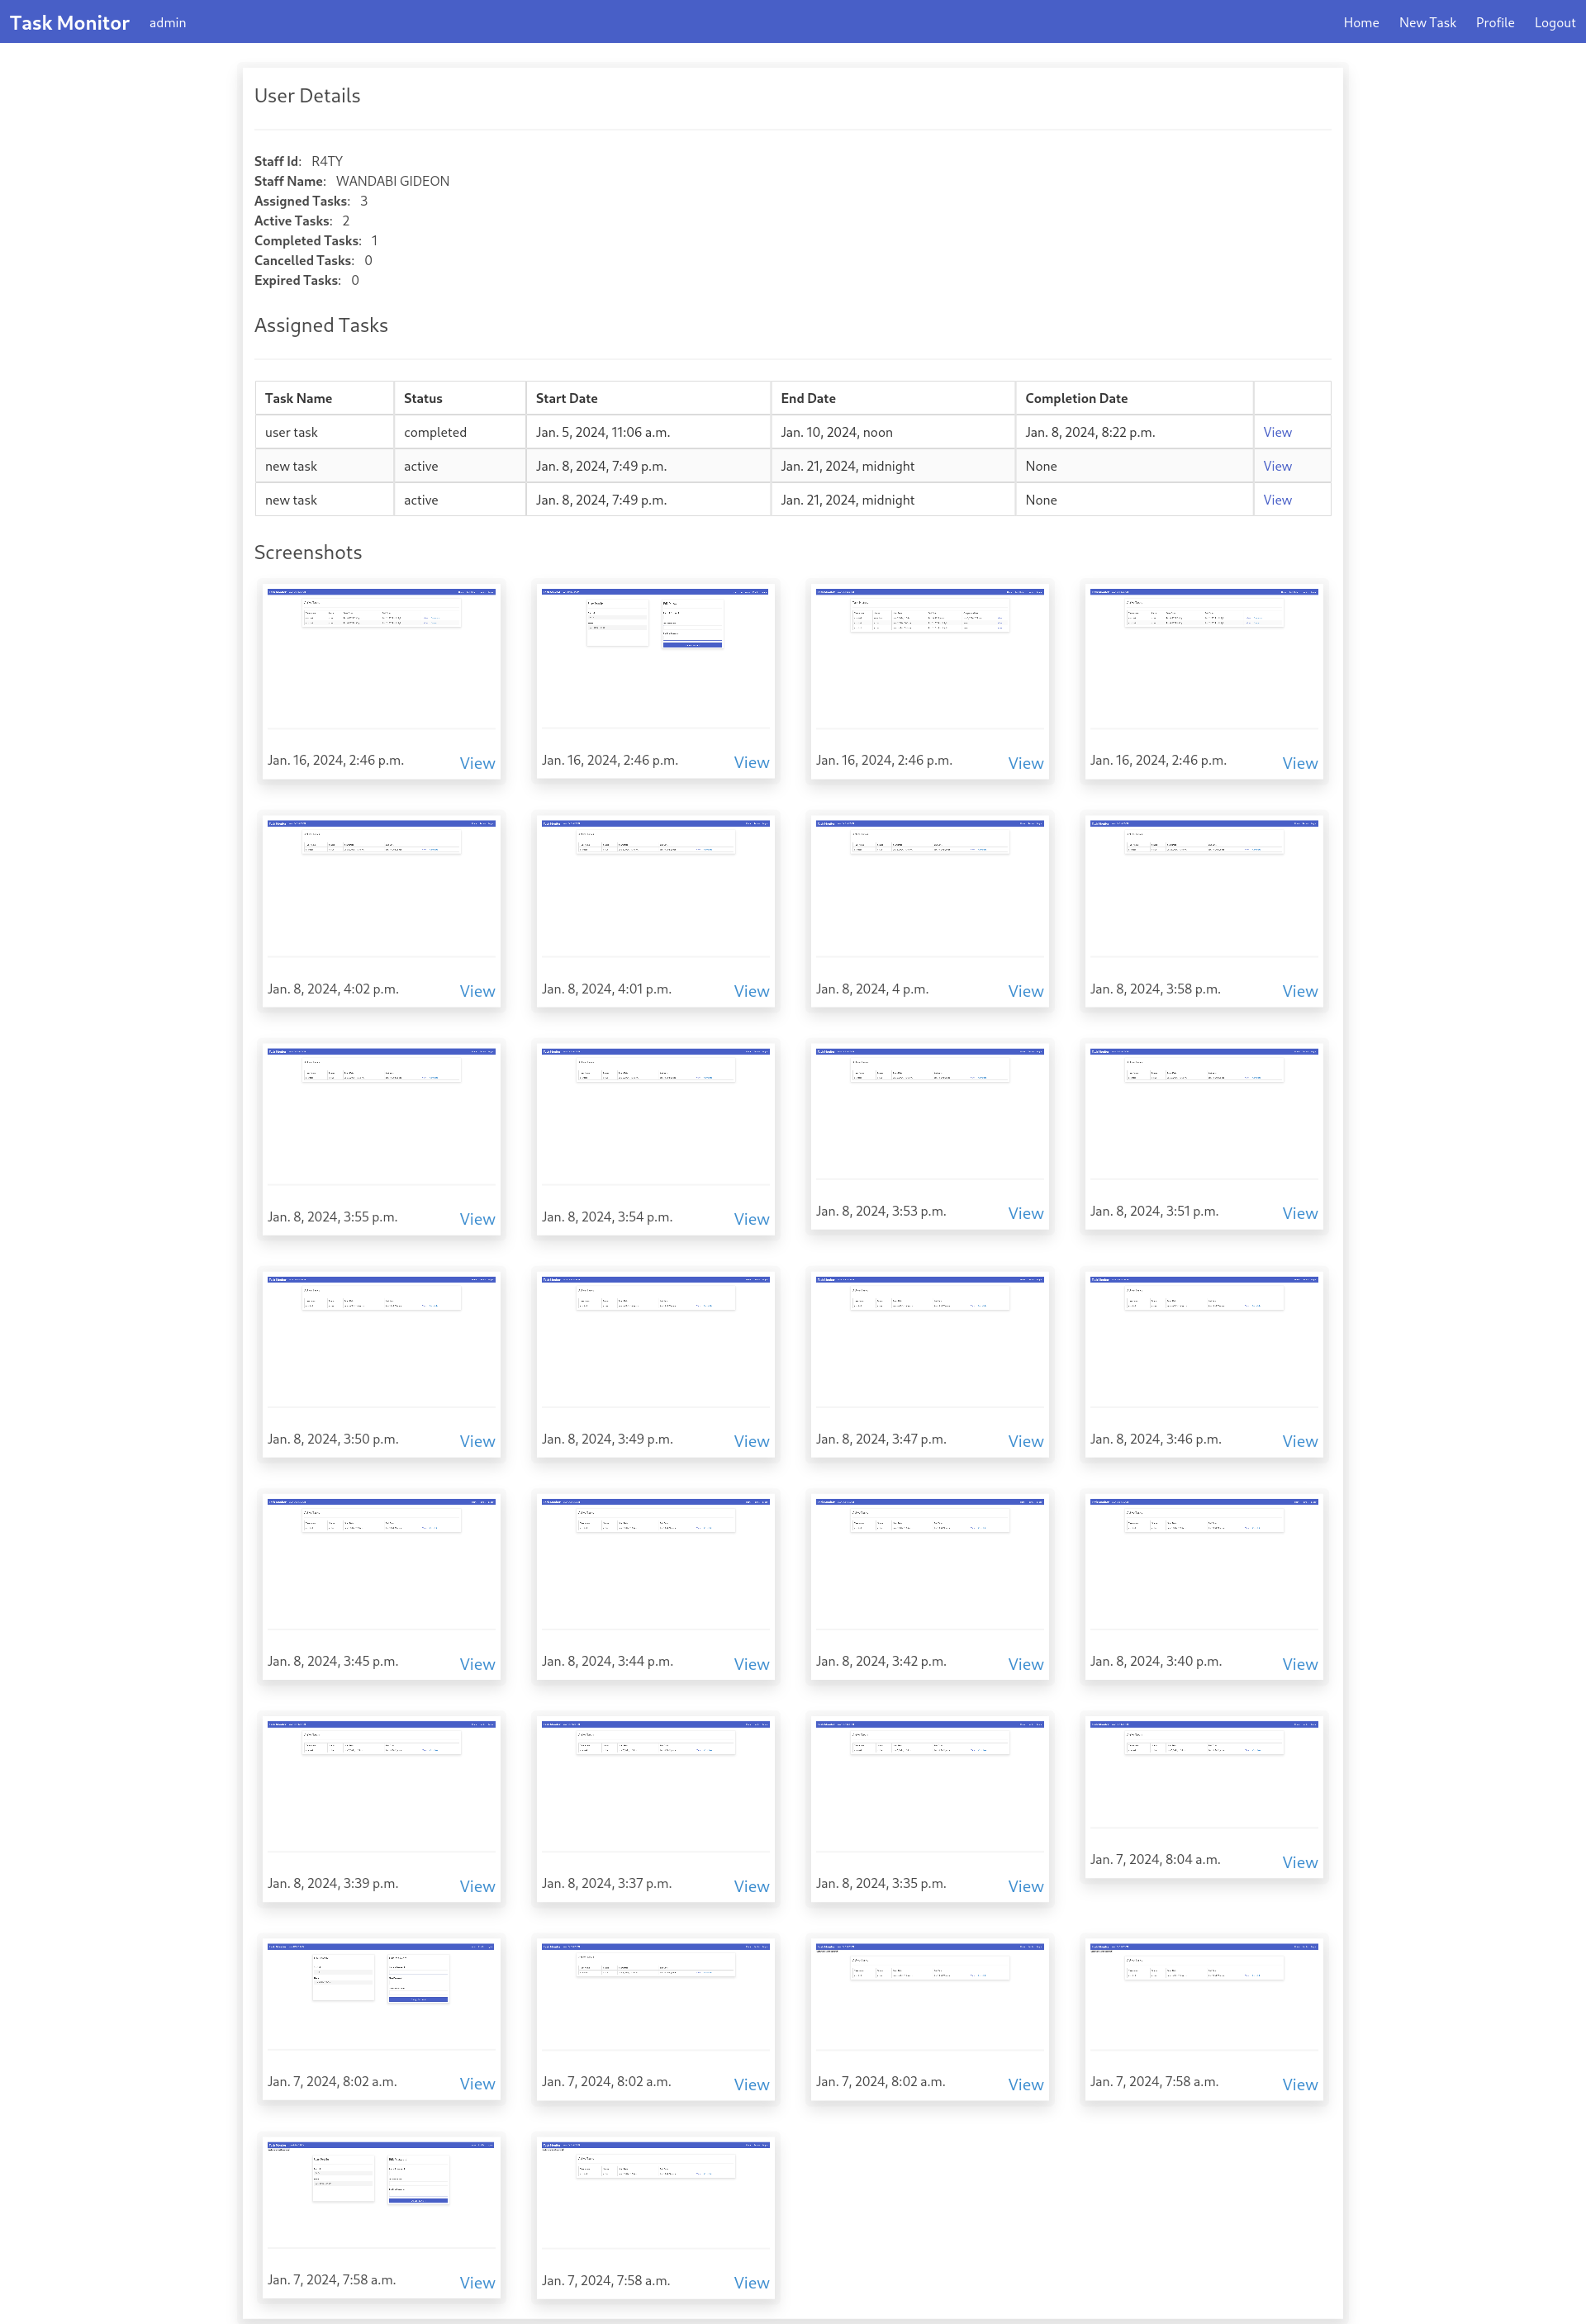 Task Monitor admin Home New Task Profile Logout
User Details
Staff Id: R4TY
Staff Name: WANDABI GIDEON
Assigned Tasks: 3
Active Tasks: 2
Completed Tasks: 1
Cancelled Tasks: 0
Expired Tasks: 0
Assigned Tasks
Task Name Status Start Date End Date Completion Date
user task completed Jan. 5, 2024, 11:06 a.m. Jan. 10, 2024, noon Jan. 8, 2024, 8:22 p.m. View
new task active Jan. 8, 2024, 7:49 p.m. Jan. 21, 2024, midnight None View
new task active Jan. 8, 2024, 7:49 p.m. Jan. 21, 2024, midnight None View
Screenshots
Jan. 16, 2024, 2:46 p.m. View Jan. 16, 2024, 2:46 p.m. View Jan. 16, 2024, 2:46 p.m. View Jan. 16, 2024, 2:46 p.m. View
Jan. 8, 2024, 4:02 p.m. View Jan. 8, 2024, 4:01 p.m. View Jan. 8, 2024, 4 p.m. View Jan. 8, 2024, 3:58 p.m. View
Jan. 8, 2024, 3:55 p.m. View Jan. 8, 2024, 3:54 p.m. View Jan. 8, 2024, 3:53 p.m. View Jan. 8, 2024, 3:51 p.m. View
Jan. 8, 2024, 3:50 p.m. View Jan. 8, 2024, 3:49 p.m. View Jan. 8, 2024, 3:47 p.m. View Jan. 8, 2024, 3:46 p.m. View
Jan. 8, 2024, 3:45 p.m. View Jan. 8, 2024, 3:44 p.m. View Jan. 8, 2024, 3:42 p.m. View Jan. 8, 2024, 3:40 p.m. View
Jan. 8, 2024, 3:39 p.m. View Jan. 8, 2024, 3:37 p.m. View Jan. 8, 2024, 3:35 p.m. View Jan. 7, 2024, 8:04 a.m. View
Jan. 7, 2024, 8:02 a.m. View Jan. 7, 2024, 8:02 a.m. View Jan. 7, 2024, 8:02 a.m. View Jan. 7, 2024, 7:58 a.m. View
Jan. 7, 2024, 7:58 a.m. View Jan. 7, 2024, 7:58 a.m. View